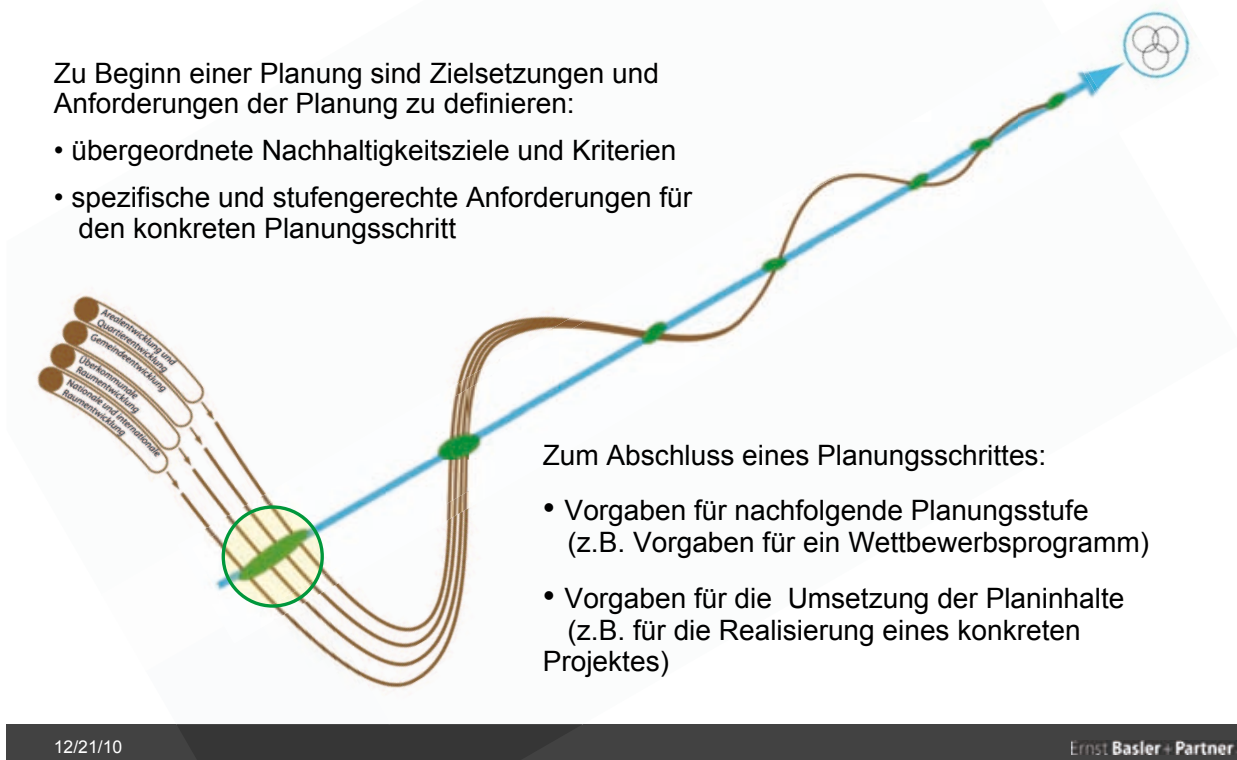 Zu Beginn einer Planung sind Zielsetzungen und
Anforderungen der Planung zu definieren:
• übergeordnete Nachhaltigkeitsziele und Kriterien
• spezifische und stufengerechte Anforderungen für
den konkreten Planungsschritt
Arealentwicklung und
Quartierentwicklung
Gemeindeentwicklung
Überkommunale
Raumentwicklung
Nationale und internationale
Raumentwicklung
Zum Abschluss eines Planungsschrittes:
• Vorgaben für nachfolgende Planungsstufe
(z.B. Vorgaben für ein Wettbewerbsprogramm)
• Vorgaben für die  Umsetzung der Planinhalte
(z.B. für die Realisierung eines konkreten
Projektes)
12/21/10
Ernst Basler + Partner